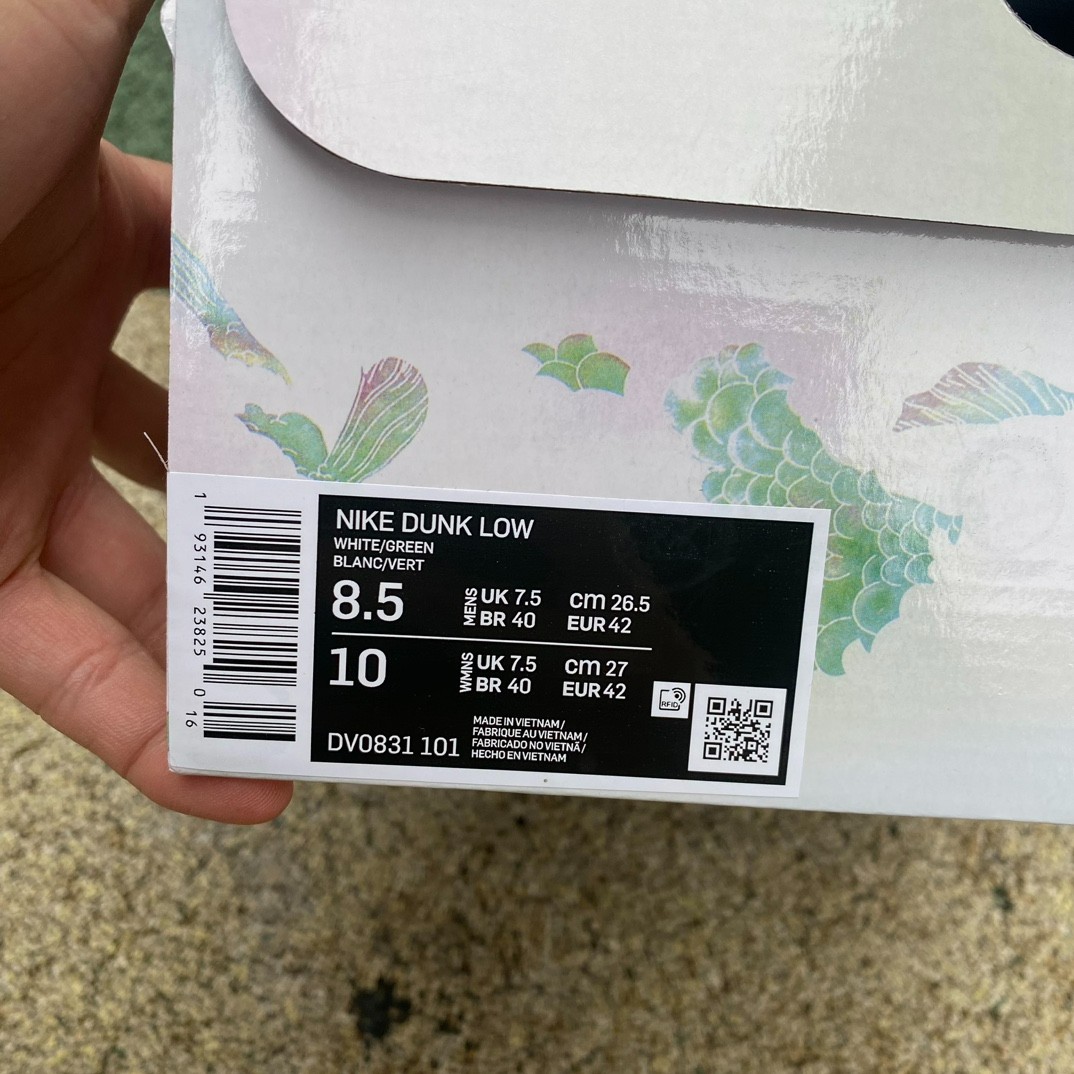 NIKE DUNK LOW
WHITE/GREEN
BLANC/VERT
8.5 MENS UK 7.5 cm 26.5
BR 40 EUR 42
10 WMNS UK 7.5 cm 27
BR 40 EUR 42
RFID
DV0831 101
MADE IN VIETNAM/
FABRIQUE AU VIETNAM/
FABRICADO NO VIETNÃ/
HECHO EN VIETNAM
1 93146 23825 0 16